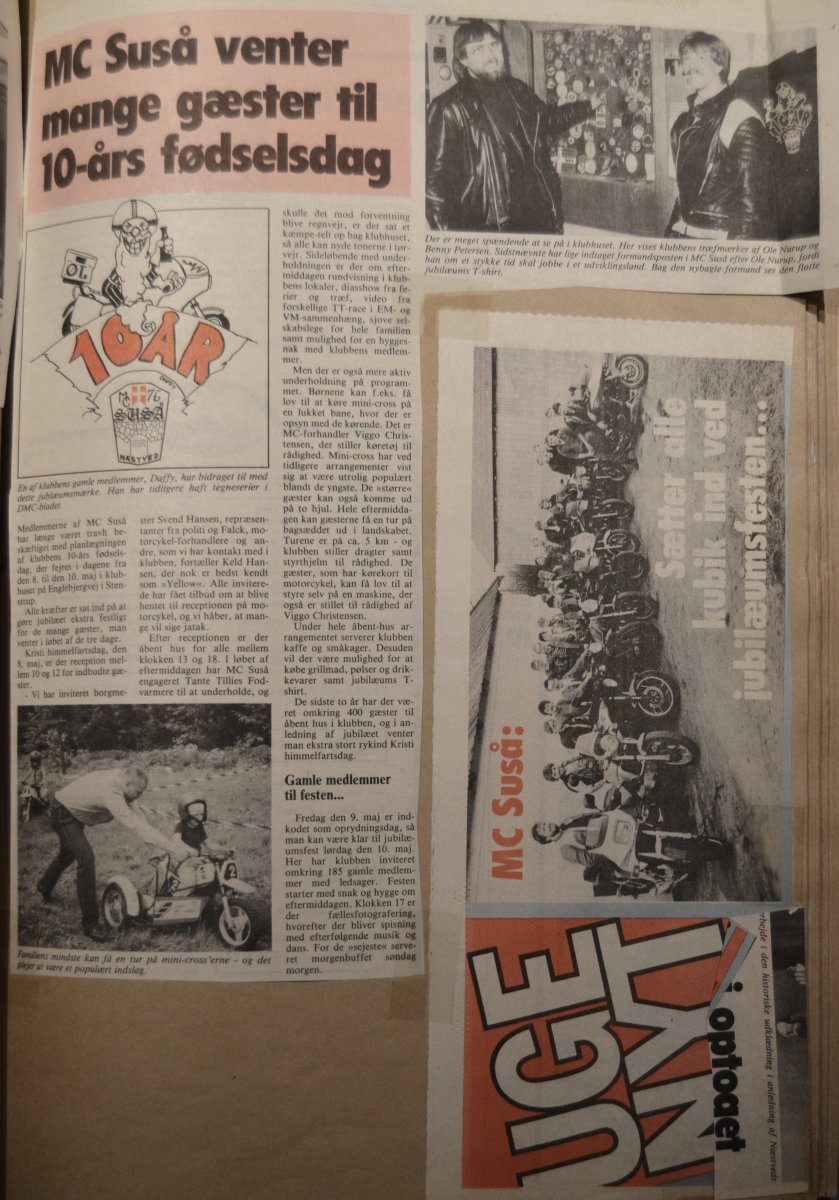 MC Suså venter
mange gæster til
10-års fødselsdag
ØL
10 ÅR
Daffy
MC 76
SUSÅ
NÆSTVED
En af klubbens gamle medlemmer, Daffy, har bidraget til med
dette jubilæumsmærke. Han har tidligere haft tegneserier i
DMC-bladet.
Medlemmerne af MC Suså
har længe været travlt be-
skæftiget med planlægningen
af klubbens 10-års fødsels-
dag, der fejres i dagene fra
den 8. til den 10. maj i klub-
huset på Englebjergvej i Sten-
strup.
Alle kræfter er sat ind på at
gøre jubilæet ekstra festligt
for de mange gæster, man
venter i løbet af de tre dage.
Kristi himmelfartsdag, den
8. maj, er der reception mel-
lem 10 og 12 for indbudte gæ-
ster.
- Vi har inviteret borgme-
ster Svend Hansen, repræsen-
tanter fra politi og Falck, mo-
torcykel-forhandlere og an-
dre, som vi har kontakt med i
klubben, fortæller Keld Han-
sen, der nok er bedst kendt
som »Yellow«. Alle invitere-
de har fået tilbud om at blive
hentet til receptionen på mo-
torcykel, og vi håber, at man-
ge vil sige jatak.
Efter receptionen er der
åbent hus for alle mellem
klokken 13 og 18. I løbet af
eftermiddagen har MC Suså
engageret Tante Tillies Fod-
varmere til at underholde, og
skulle det mod forventning
blive regnvejr, er der sat et
kæmpe-telt op bag klubhuset,
så alle kan nyde tonerne i tør-
vejr. Sideløbende med under-
holdningen er der om efter-
middagen rundvisning i klub-
bens lokaler, diasshow fra fe-
rier og træf, video fra
forskellige TT-race i EM- og
VM-sammenhæng, sjove sel-
skabslege for hele familien
samt mulighed for en hygge-
snak med klubbens medlem-
mer.
Men der er også mere aktiv
underholdning på program-
met. Børnene kan f.eks. få
lov til at køre mini-cross på
en lukket bane, hvor der er
opsyn med de kørende. Det er
MC-forhandler Viggo Chris-
tensen, der stiller køretøj til
rådighed. Mini-cross har ved
tidligere arrangementer vist
sig at være utrolig populært
blandt de yngste. De »større«
gæster kan også komme ud
på to hjul. Hele eftermidda-
gen kan gæsterne få en tur på
bagsædet ud i landskabet.
Turene er på ca. 5 km - og
klubben stiller dragter samt
styrthjelm til rådighed. De
gæster, som har kørekort til
motorcykel, kan få lov til at
styre selv på en maskine, der
også er stillet til rådighed af
Viggo Christensen.
Under hele åbent-hus ar-
rangementet serverer klubben
kaffe og småkager. Desuden
vil der være mulighed for at
købe grillmad, pølser og drik-
kevarer samt jubilæums T-
shirt.
De sidste to år har der væ-
ret omkring 400 gæster til
åbent hus i klubben, og i an-
ledning af jubilæet venter
man ekstra stort rykind Kristi
himmelfartsdag.
Gamle medlemmer
til festen...
Fredag den 9. maj er ind-
kodet som oprydningsdag, så
man kan være klar til jubilæ-
umsfest lørdag den 10. maj.
Her har klubben inviteret
omkring 185 gamle medlem-
mer med ledsager. Festen
starter med snak og hygge om
eftermiddagen. Klokken 17 er
der fællesfotografering,
hvorefter der bliver spisning
med efterfølgende musik og
dans. For de »sejeste« serve-
ret morgenbuffet søndag
morgen.
Familiens mindste kan få en tur på mini-cross'erne - og det
plejer at være et populært indslag.
Der er meget spændende at se på i klubhuset. Her vises klubbens træfmærker af Ole Nurup og
Benny Petersen. Sidstnævnte har lige indtaget formandsposten i MC Suså efter Ole Nurup, fordi
han om et stykke tid skal jobbe i et udviklingsland. Bag den nybagte formand ses den flotte
jubilæums T-shirt.
MC Suså:
Sætter alle
kubik ind ved
jubilæumsfesten...
UGE
NYT
i optoget
rbejde i den historiske udklædning i anledning af Næstveds